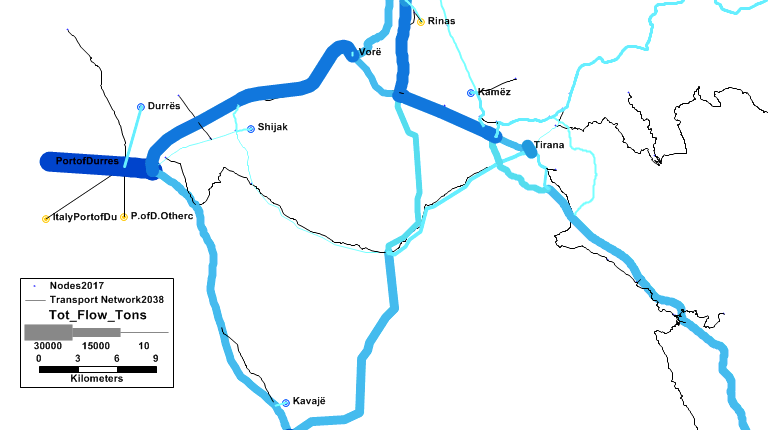 Rinas
Vorë
Kamëz
Durrës
Shijak
Tirana
PortofDurres
ItalyPortofDu
P.ofD.Otherc
Nodes2017
Transport Network2038
Tot_Flow_Tons
30000 15000 10
0 3 6 9
Kilometers
Kavajë